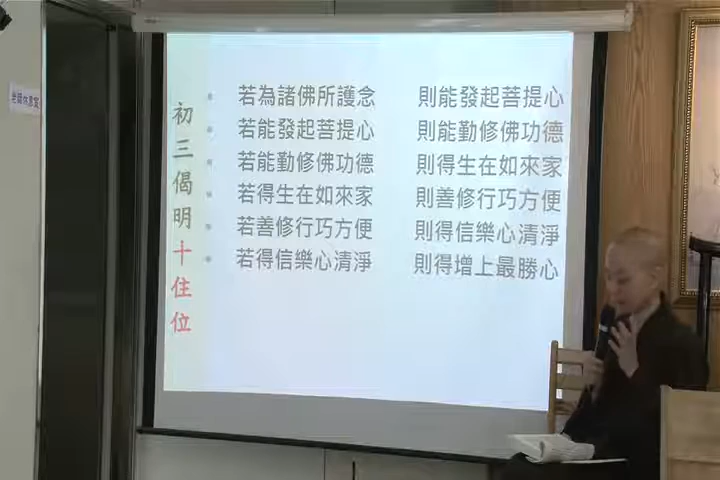 初三偈明十住位
若為諸佛所護念 則能發起菩提心
若能發起菩提心 則能勤修佛功德
若能勤修佛功德 則得生在如來家
若得生在如來家 則善修行巧方便
若善修行巧方便 則得信樂心清淨
若得信樂心清淨 則得增上最勝心